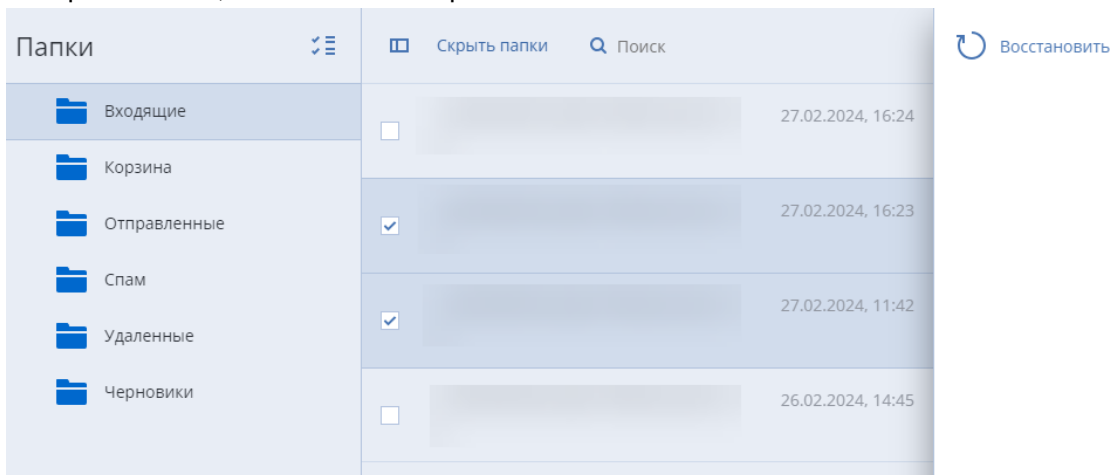 Папки
Скрыть папки
Поиск
Восстановить
Входящие
Корзина
Отправленные
Спам
Удаленные
Черновики
27.02.2024, 16:24
27.02.2024, 16:23
27.02.2024, 11:42
26.02.2024, 14:45